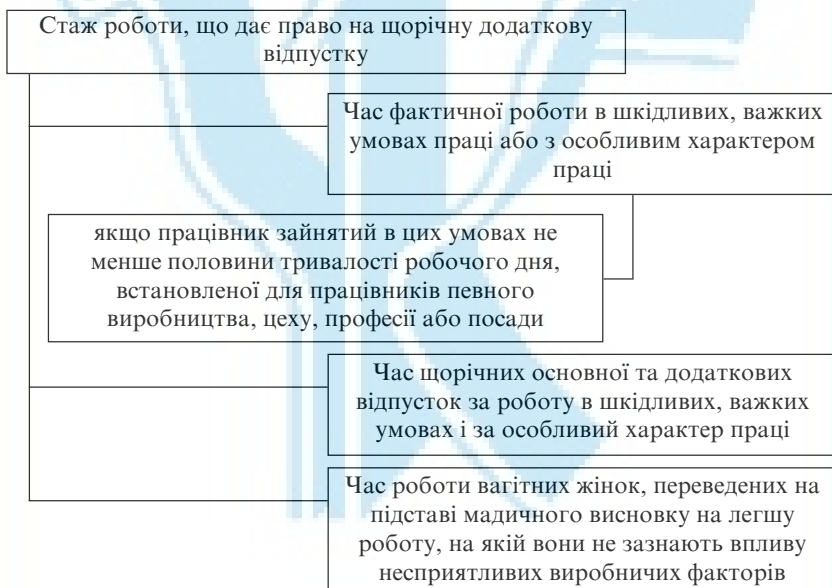 Стаж роботи, що дає право на щорічну додаткову
відпустку
Час фактичної роботи в шкідливих, важких
умовах праці або з особливим характером
праці
якщо працівник зайнятий в цих умовах не
менше половини тривалості робочого дня,
встановленої для працівників певного
виробництва, цеху, професії або посади
Час щорічних основної та додаткових
відпусток за роботу в шкідливих, важких
умовах і за особливий характер праці
Час роботи вагітних жінок, переведених на
підставі мадичного висновку на легшу
роботу, на якій вони не зазнають впливу
несприятливих виробничих факторів